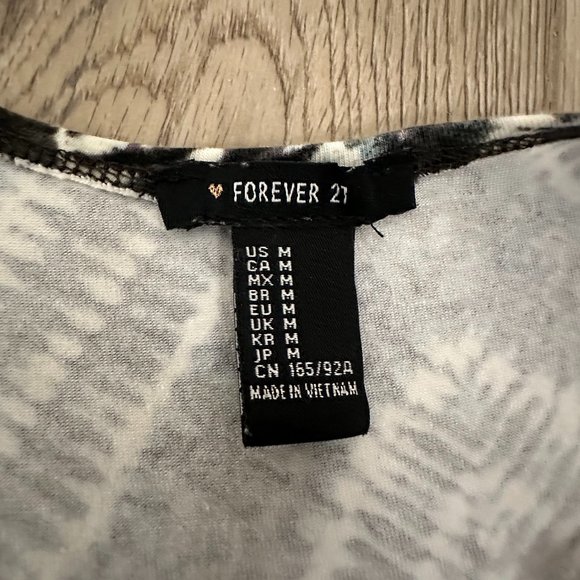 FOREVER 21
US M
CA M
MX M
BR M
EU M
UK M
KR M
JP M
CN 165/92A
MADE IN VIETNAM